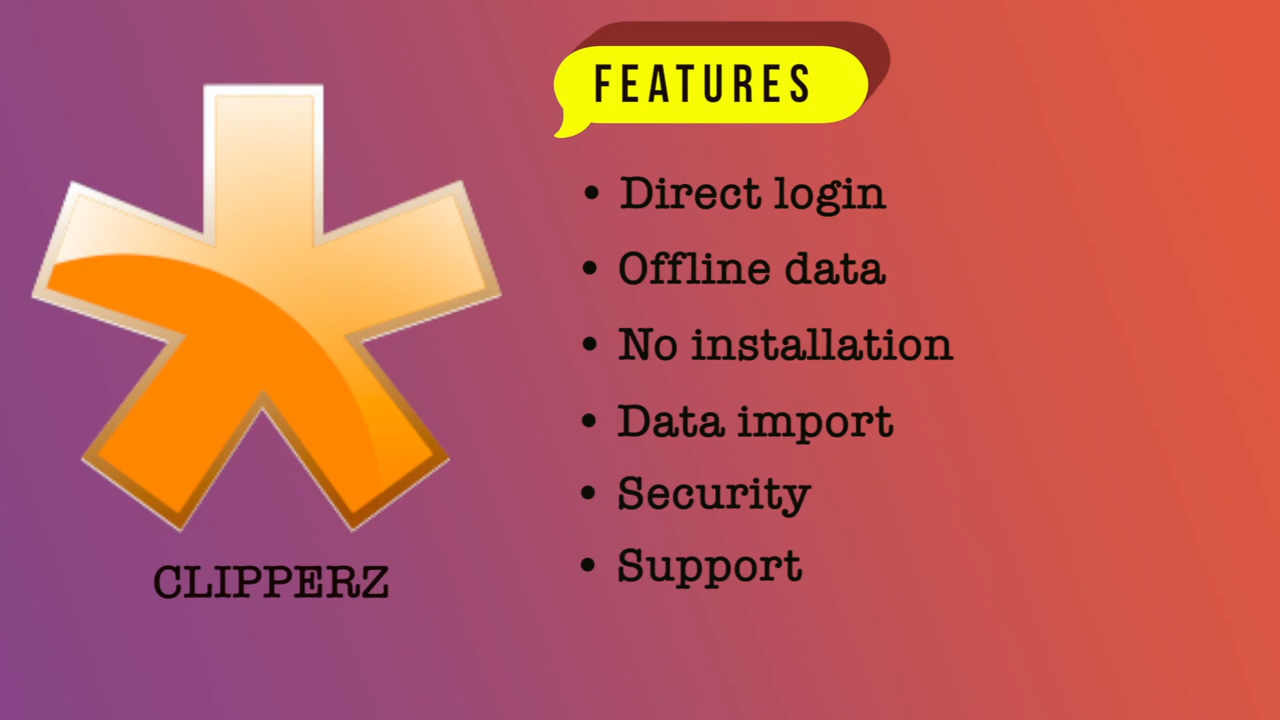 FEATURES
• Direct login
• Offline data
• No installation
• Data import
• Security
• Support
CLIPPERZ